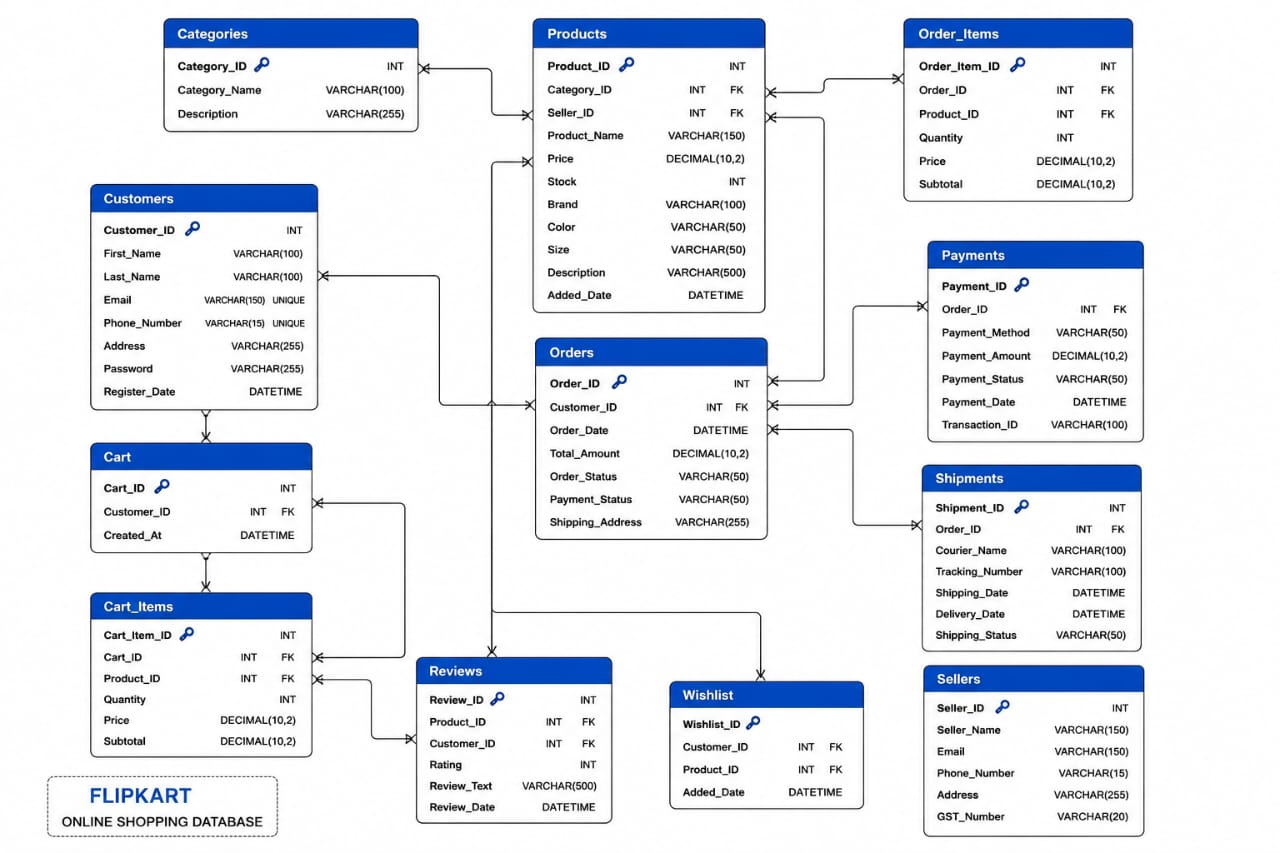 Categories
Category_ID INT
Category_Name VARCHAR(100)
Description VARCHAR(255)
Products
Product_ID INT
Category_ID INT FK
Seller_ID INT FK
Product_Name VARCHAR(150)
Price DECIMAL(10,2)
Stock INT
Brand VARCHAR(100)
Color VARCHAR(50)
Size VARCHAR(50)
Description VARCHAR(500)
Added_Date DATETIME
Order_Items
Order_Item_ID INT
Order_ID INT FK
Product_ID INT FK
Quantity INT
Price DECIMAL(10,2)
Subtotal DECIMAL(10,2)
Customers
Customer_ID INT
First_Name VARCHAR(100)
Last_Name VARCHAR(100)
Email VARCHAR(150) UNIQUE
Phone_Number VARCHAR(15) UNIQUE
Address VARCHAR(255)
Password VARCHAR(255)
Register_Date DATETIME
Orders
Order_ID INT
Customer_ID INT FK
Order_Date DATETIME
Total_Amount DECIMAL(10,2)
Order_Status VARCHAR(50)
Payment_Status VARCHAR(50)
Shipping_Address VARCHAR(255)
Payments
Payment_ID
Order_ID INT FK
Payment_Method VARCHAR(50)
Payment_Amount DECIMAL(10,2)
Payment_Status VARCHAR(50)
Payment_Date DATETIME
Transaction_ID VARCHAR(100)
Cart
Cart_ID INT
Customer_ID INT FK
Created_At DATETIME
Shipments
Shipment_ID INT
Order_ID INT FK
Courier_Name VARCHAR(100)
Tracking_Number VARCHAR(100)
Shipping_Date DATETIME
Delivery_Date DATETIME
Shipping_Status VARCHAR(50)
Cart_Items
Cart_Item_ID INT
Cart_ID INT FK
Product_ID INT FK
Quantity INT
Price DECIMAL(10,2)
Subtotal DECIMAL(10,2)
Reviews
Review_ID INT
Product_ID INT FK
Customer_ID INT FK
Rating INT
Review_Text VARCHAR(500)
Review_Date DATETIME
Wishlist
Wishlist_ID
Customer_ID INT FK
Product_ID INT FK
Added_Date DATETIME
Sellers
Seller_ID INT
Seller_Name VARCHAR(150)
Email VARCHAR(150)
Phone_Number VARCHAR(15)
Address VARCHAR(255)
GST_Number VARCHAR(20)
FLIPKART
ONLINE SHOPPING DATABASE